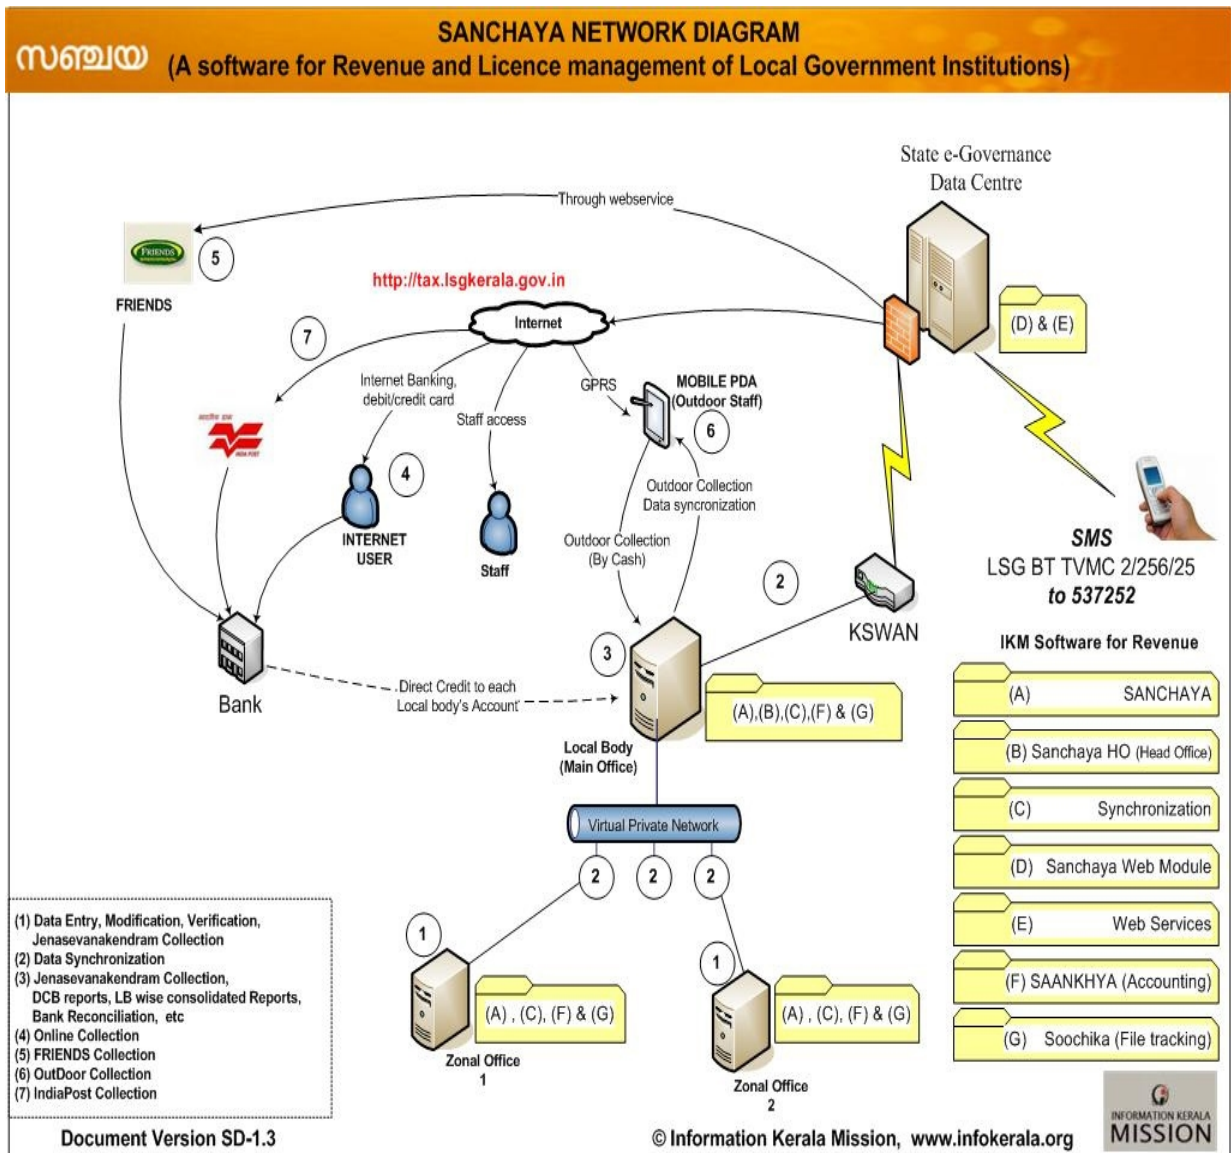 SANCHAYA NETWORK DIAGRAM
സഞ്ചയ
(A software for Revenue and Licence management of Local Government Institutions)
State e-Governance
Data Centre
Through webservice
FRIENDS
5
FRIENDS
http://tax.lsgkerala.gov.in
Internet
(D) & (E)
7
Internet Banking,
debit/credit card
GPRS
MOBILE PDA
(Outdoor Staff)
Staff access
6
INDIA POST
4
Outdoor Collection
Data syncronization
INTERNET
USER
Staff
Outdoor Collection
(By Cash)
SMS
LSG BT TVMC 2/256/25
to 537252
2
KSWAN
3
Bank
Direct Credit to each
Local body's Account
(A),(B),(C),(F) & (G)
Local Body
(Main Office)
Virtual Private Network
2
2
2
IKM Software for Revenue
(A) SANCHAYA
(B) Sanchaya HO (Head Office)
(C) Synchronization
(D) Sanchaya Web Module
(E) Web Services
(F) SAANKHYA (Accounting)
(G) Soochika (File tracking)
1
(A) , (C), (F) & (G)
Zonal Office
1
1
(A) , (C), (F) & (G)
Zonal Office
2
(1) Data Entry, Modification, Verification,
Jenasevanakendram Collection
(2) Data Synchronization
(3) Jenasevanakendram Collection,
DCB reports, LB wise consolidated Reports,
Bank Reconciliation, etc
(4) Online Collection
(5) FRIENDS Collection
(6) OutDoor Collection
(7) IndiaPost Collection
Document Version SD-1.3
© Information Kerala Mission, www.infokerala.org
INFORMATION KERALA
MISSION